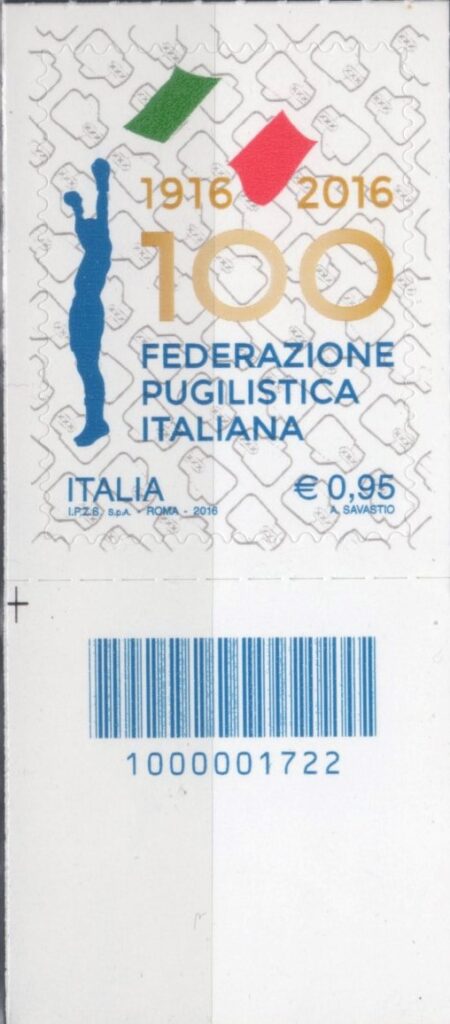 1916 2016
100
FEDERAZIONE
PUGILISTICA
ITALIANA
ITALIA € 0,95
I.P.Z.S. S.p.A. - ROMA - 2016 A. SAVASTIO
1000001722